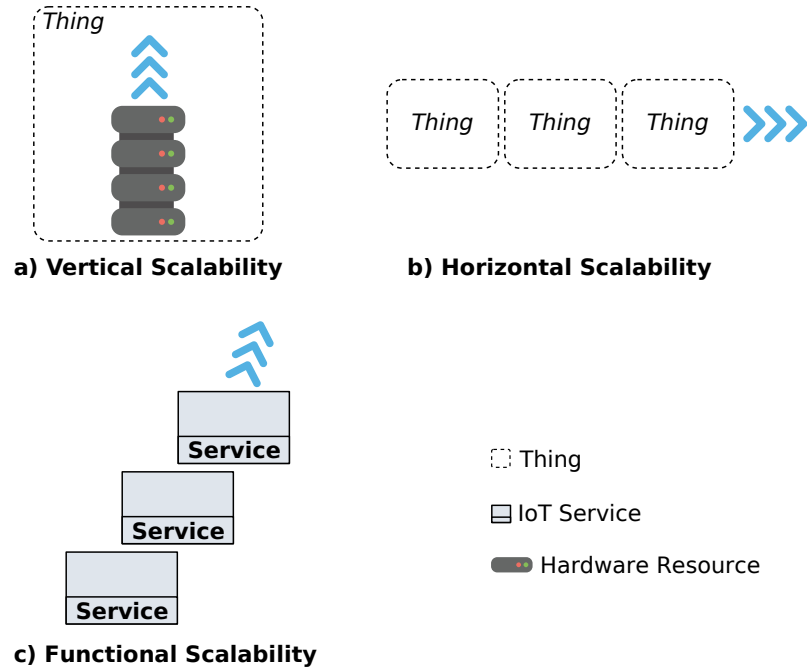 Thing
Thing
Thing
Thing
a) Vertical Scalability
b) Horizontal Scalability
Service
Service
Service
Thing
IoT Service
Hardware Resource
c) Functional Scalability